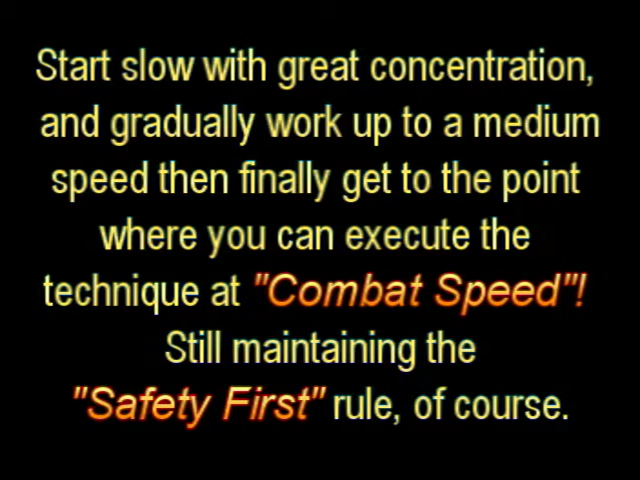 Start slow with great concentration,
and gradually work up to a medium
speed then finally get to the point
where you can execute the
technique at "Combat Speed"!
Still maintaining the
"Safety First" rule, of course.